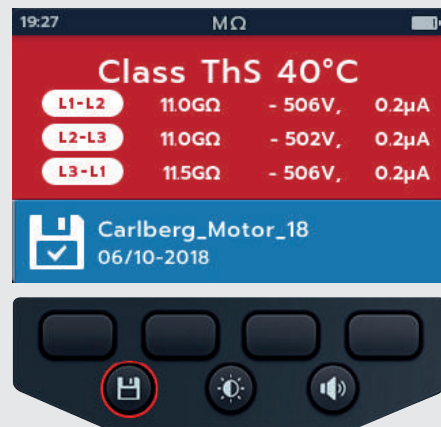 19:27 MΩ
Class ThS 40°C
L1-L2 11.0GΩ - 506V, 0.2µA
L2-L3 11.0GΩ - 502V, 0.2µA
L3-L1 11.5GΩ - 506V, 0.2µA
Carlberg_Motor_18
06/10-2018